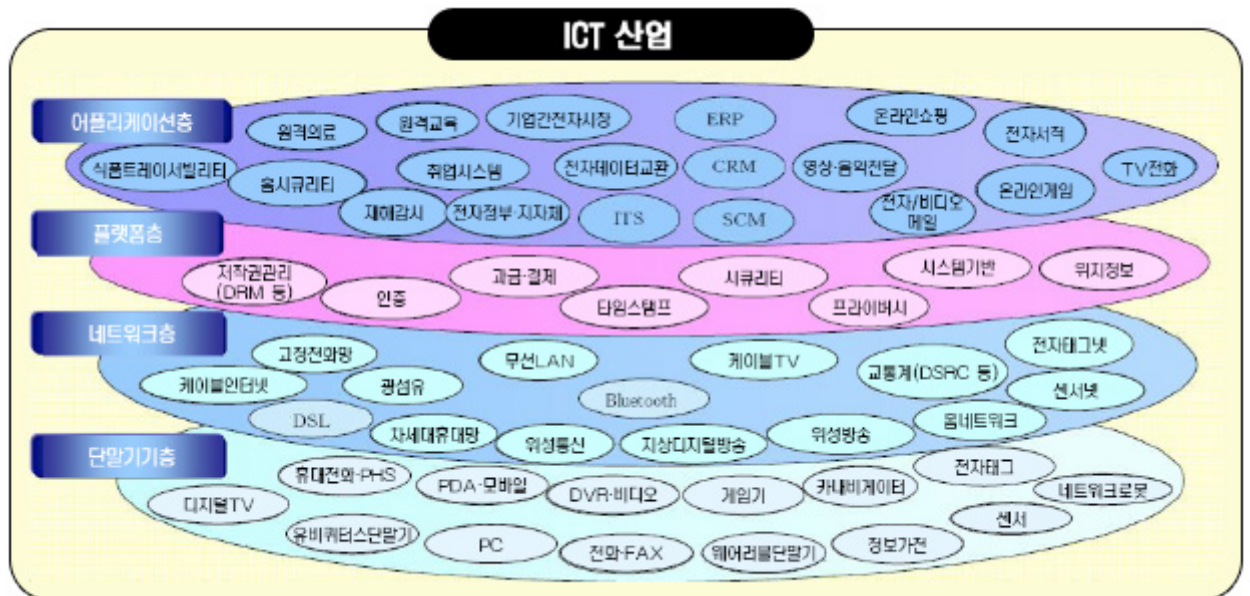 ICT 산업
어플리케이션층
원격의료
원격교육
기업간전자시장
ERP
온라인쇼핑
전자서적
식품트레이서빌리티
홈시큐리티
취업시스템
전자데이터교환
CRM
영상·음악전달
온라인게임
TV전화
재해감시
전자정부·지자체
ITS
SCM
전자/비디오
메일
플랫폼층
저작권관리
(DRM 등)
인증
과금·결제
타임스탬프
시큐리티
프라이버시
시스템기반
위치정보
네트워크층
고정전화망
무선LAN
케이블TV
전자태그넷
케이블인터넷
광섬유
Bluetooth
교통계(DSRC 등)
센서넷
DSL
차세대휴대망
위성통신
지상디지털방송
위성방송
홈네트워크
단말기기층
휴대전화·PHS
PDA·모바일
DVR·비디오
게임기
카내비게이터
전자태그
네트워크로봇
디지털TV
유비쿼터스단말기
PC
전화·FAX
웨어러블단말기
정보가전
센서